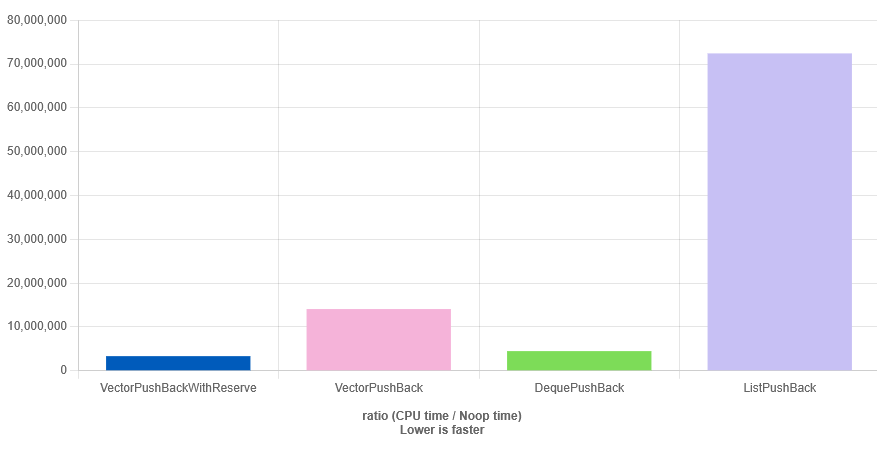 80,000,000
70,000,000
60,000,000
50,000,000
40,000,000
30,000,000
20,000,000
10,000,000
0
VectorPushBackWithReserve
VectorPushBack
DequePushBack
ListPushBack
ratio (CPU time / Noop time)
Lower is faster